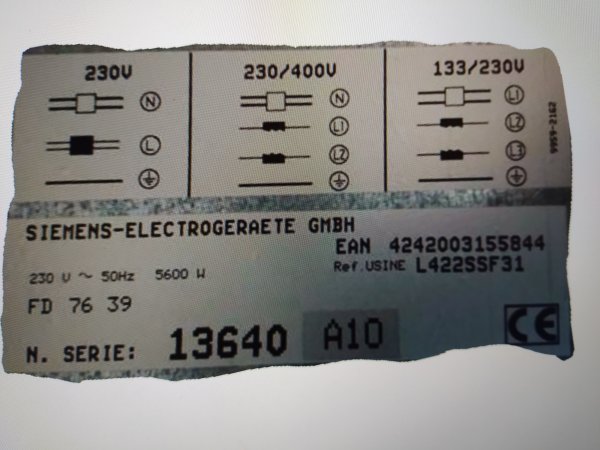 230V
N
L
230/400V
N
L1
L2
133/230V
L1
L2
L3
9959-2162
SIEMENS-ELECTROGERAETE GMBH
EAN 4242003155844
Ref.USINE L422SSF31
230 V ~ 50Hz 5600 W
FD 76 39
N. SERIE: 13640 A10
CE